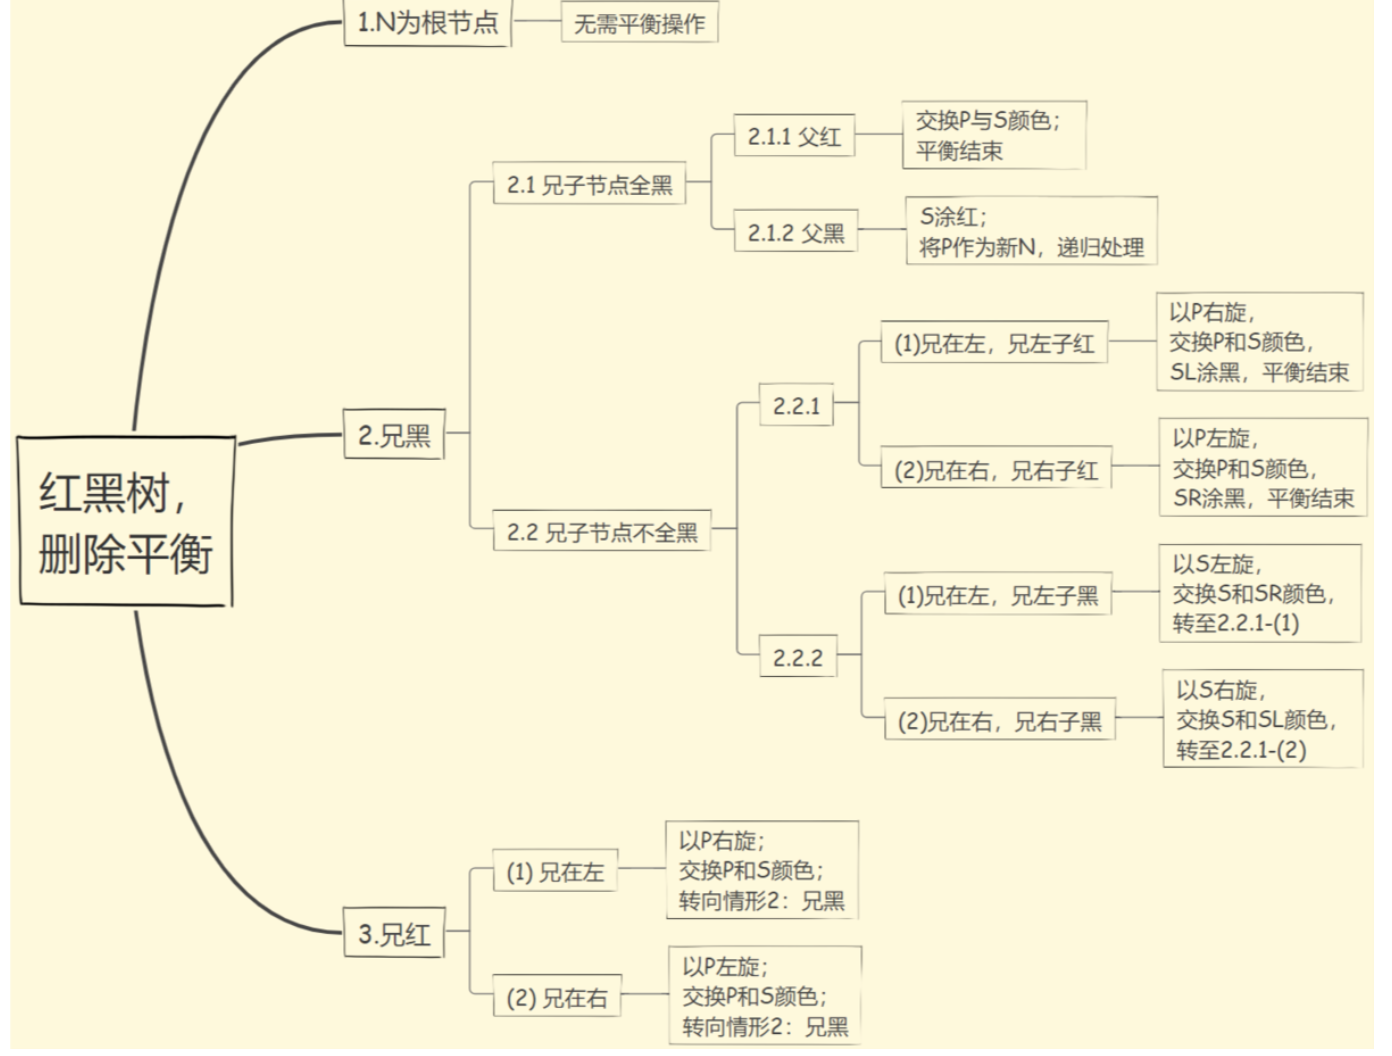 1.N为根节点
无需平衡操作
2.1.1 父红
交换P与S颜色；
平衡结束
2.1 兄子节点全黑
2.1.2 父黑
S涂红；
将P作为新N，递归处理
(1)兄在左，兄左子红
以P右旋，
交换P和S颜色，
SL涂黑，平衡结束
2.2.1
2.兄黑
(2)兄在右，兄右子红
以P左旋，
交换P和S颜色，
SR涂黑，平衡结束
红黑树，
删除平衡
2.2 兄子节点不全黑
(1)兄在左，兄左子黑
以S左旋，
交换S和SR颜色，
转至2.2.1-(1)
2.2.2
(2)兄在右，兄右子黑
以S右旋，
交换S和SL颜色，
转至2.2.1-(2)
(1) 兄在左
以P右旋；
交换P和S颜色；
转向情形2：兄黑
3.兄红
(2) 兄在右
以P左旋；
交换P和S颜色；
转向情形2：兄黑